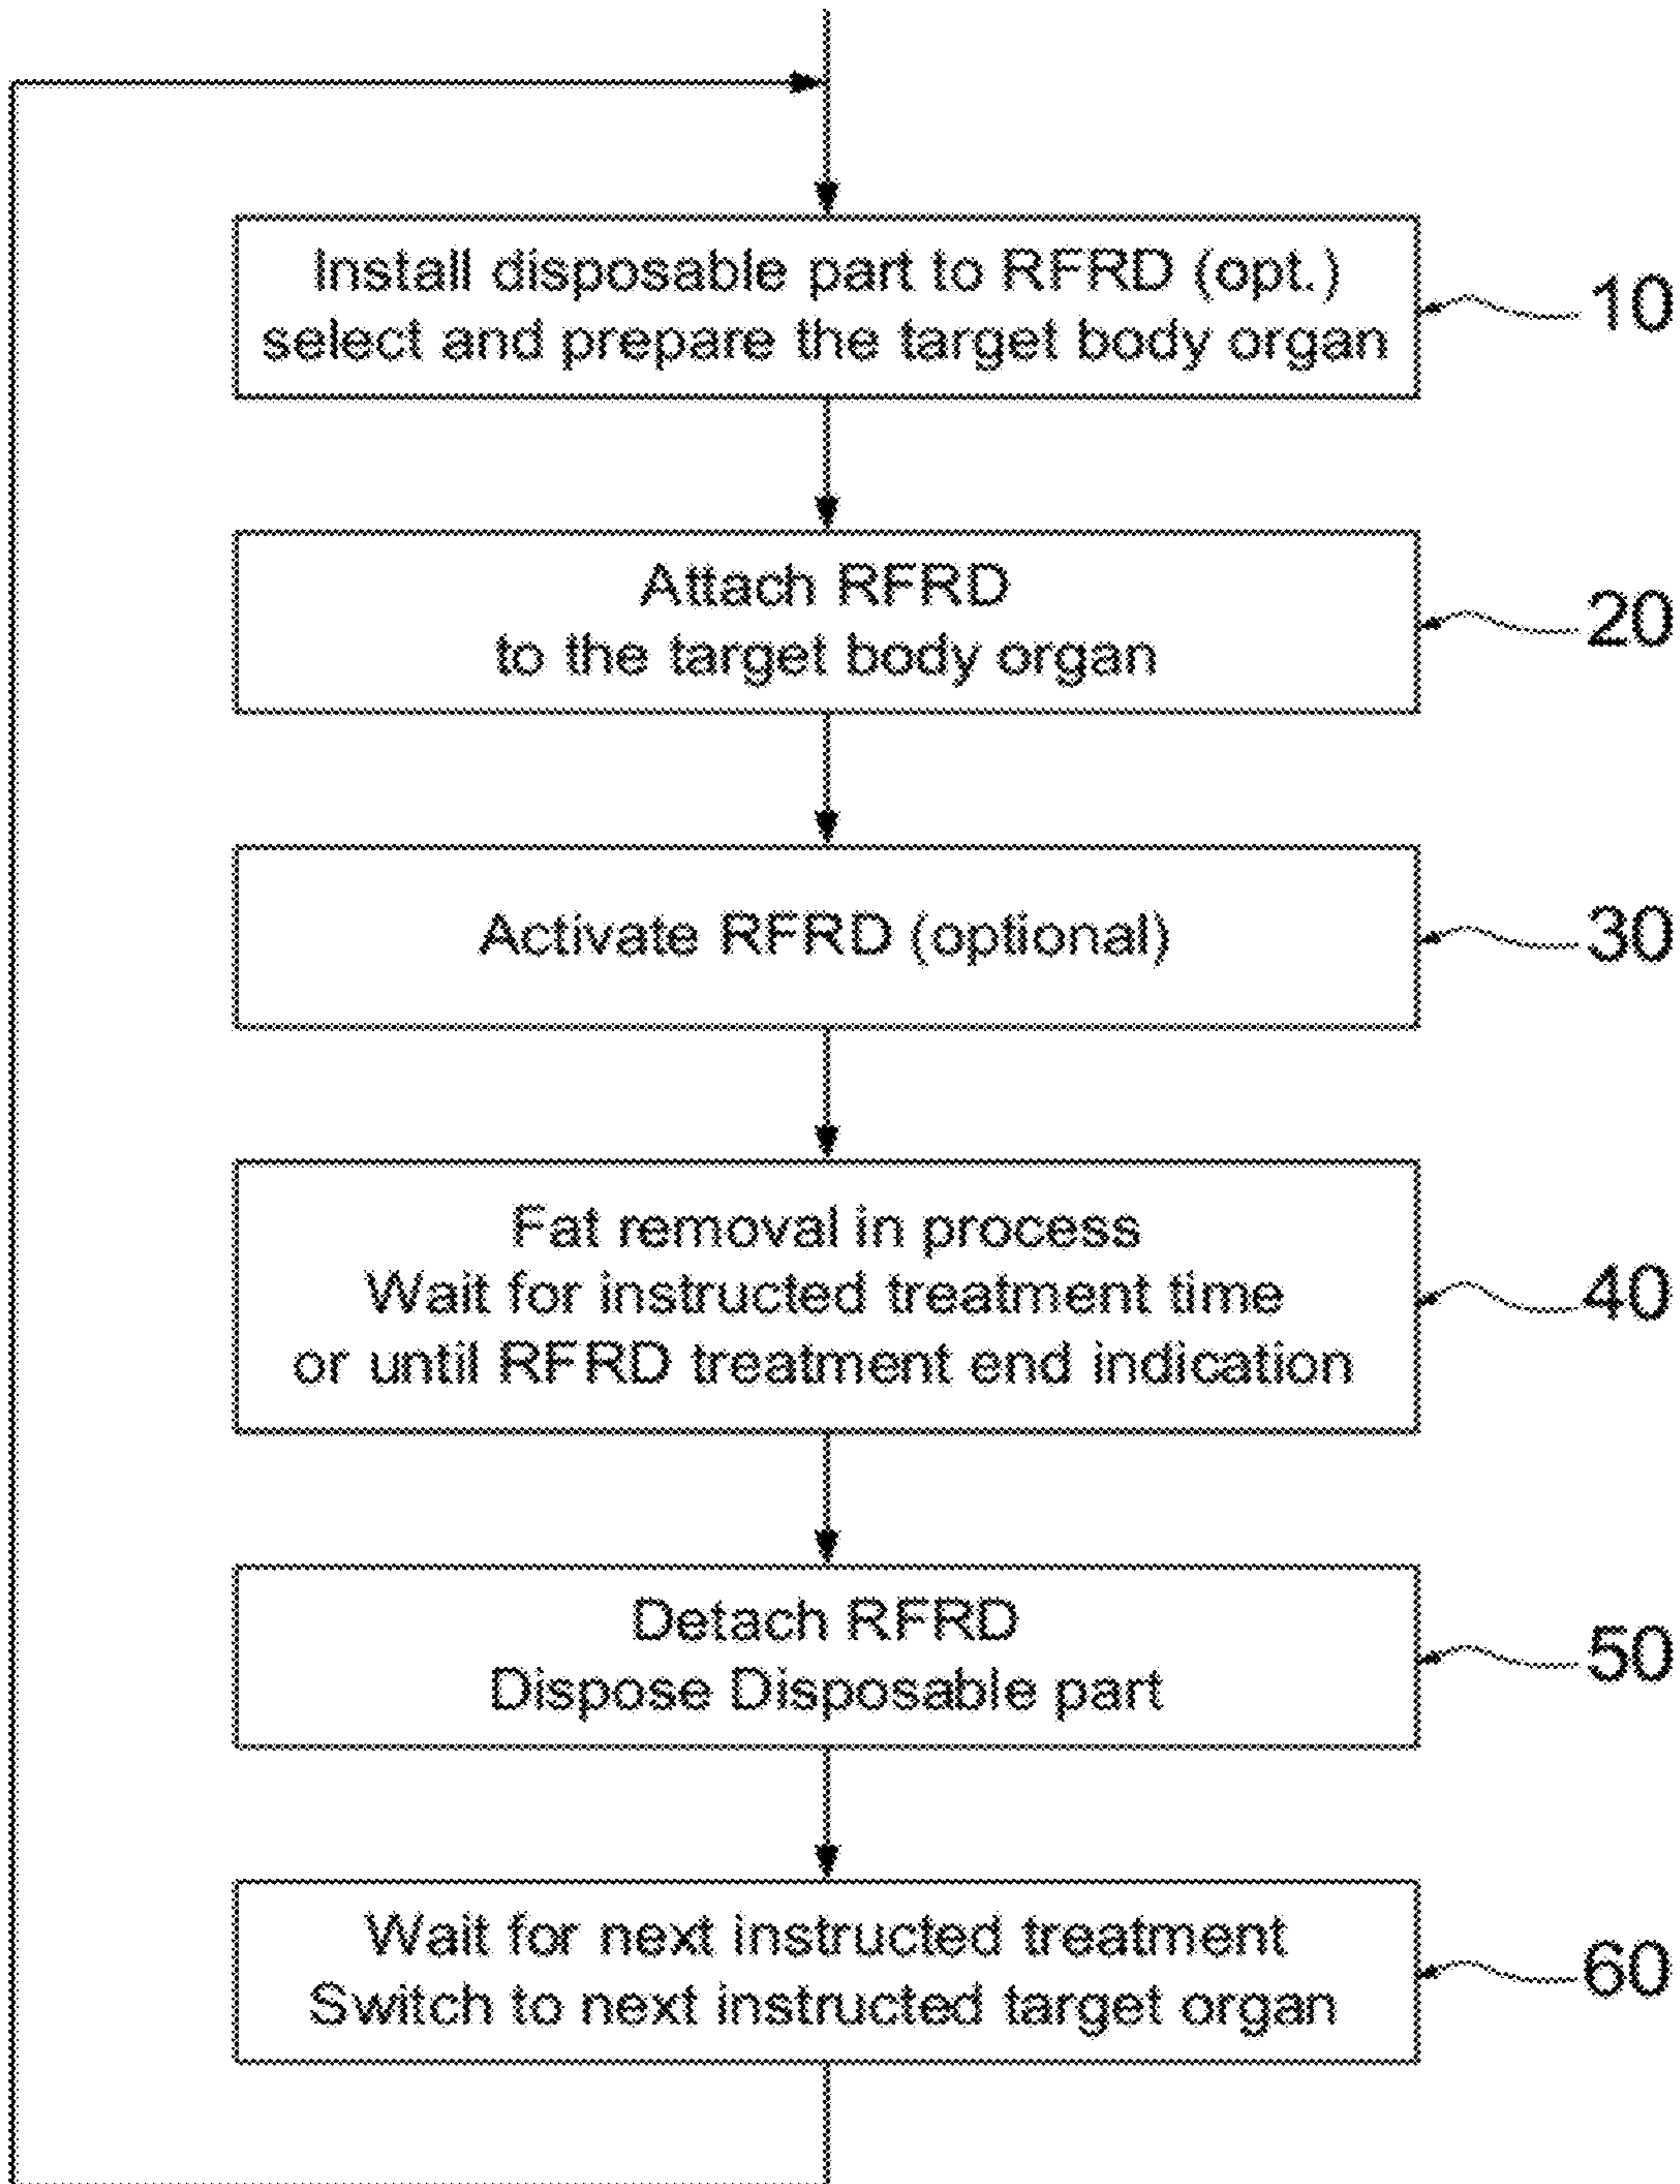 Install disposable part to RFRD (opt.)
select and prepare the target body organ
10
Attach RFRD
to the target body organ
20
Activate RFRD (optional)
30
Fat removal in process
Wait for instructed treatment time
or until RFRD treatment end indication
40
Detach RFRD
Dispose Disposable part
50
Wait for next instructed treatment
Switch to next instructed target organ
60